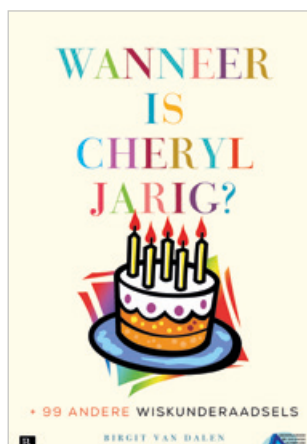 WANNEER
IS
CHERYL
JARIG?
+ 99 ANDERE WISKUNDERAADSELS
BIRGIT VAN DALEN